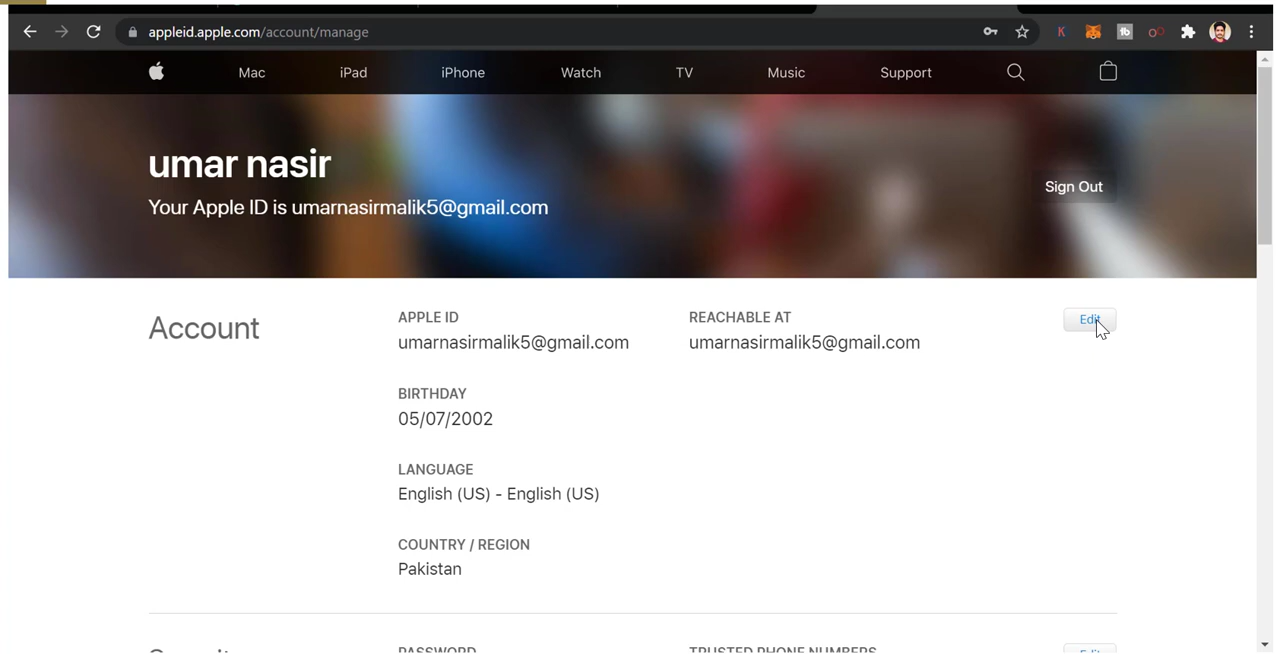 appleid.apple.com/account/manage
Mac iPad iPhone Watch TV Music Support
umar nasir
Your Apple ID is umarnasirmalik5@gmail.com
Sign Out
Account
APPLE ID
umarnasirmalik5@gmail.com
REACHABLE AT
umarnasirmalik5@gmail.com
Edit
BIRTHDAY
05/07/2002
LANGUAGE
English (US) - English (US)
COUNTRY / REGION
Pakistan
PASSWORD
TRUSTED PHONE NUMBERS
Edit